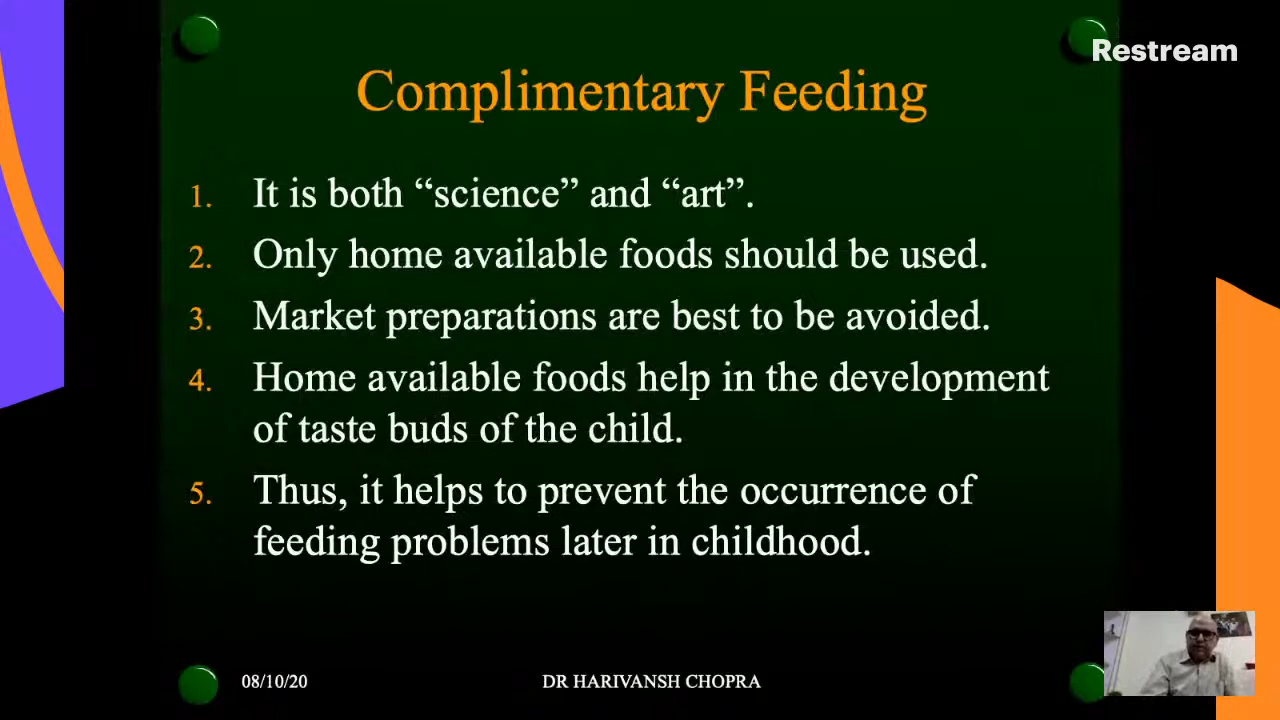 Restream
Complimentary Feeding
1. It is both “science” and “art”.
2. Only home available foods should be used.
3. Market preparations are best to be avoided.
4. Home available foods help in the development
of taste buds of the child.
5. Thus, it helps to prevent the occurrence of
feeding problems later in childhood.
08/10/20
DR HARIVANSH CHOPRA